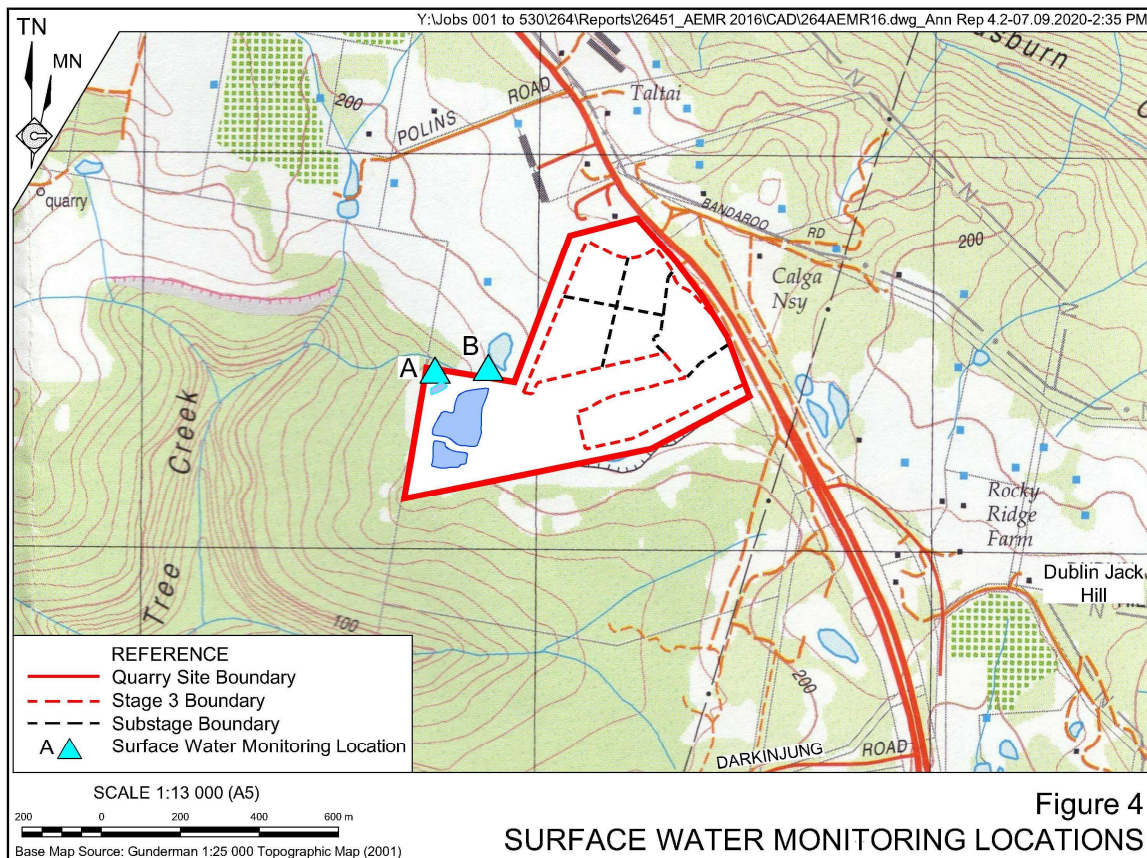 Y:\Jobs 001 to 530\264\Reports\26451_AEMR 2016\CAD\264AEMR16.dwg_Ann Rep 4.2-07.09.2020-2:35 PM
TN
MN
200
POLINS ROAD
Taltai
quarry
BANDAROO RD
N
N
200
Calga
Nsy
A
B
Tree Creek
100
Rocky
Ridge
Farm
Dublin Jack
Hill
N
200
DARKINJUNG ROAD
REFERENCE
Quarry Site Boundary
Stage 3 Boundary
Substage Boundary
A Surface Water Monitoring Location
SCALE 1:13 000 (A5)
200 0 200 400 600 m
Base Map Source: Gunderman 1:25 000 Topographic Map (2001)
Figure 4
SURFACE WATER MONITORING LOCATIONS